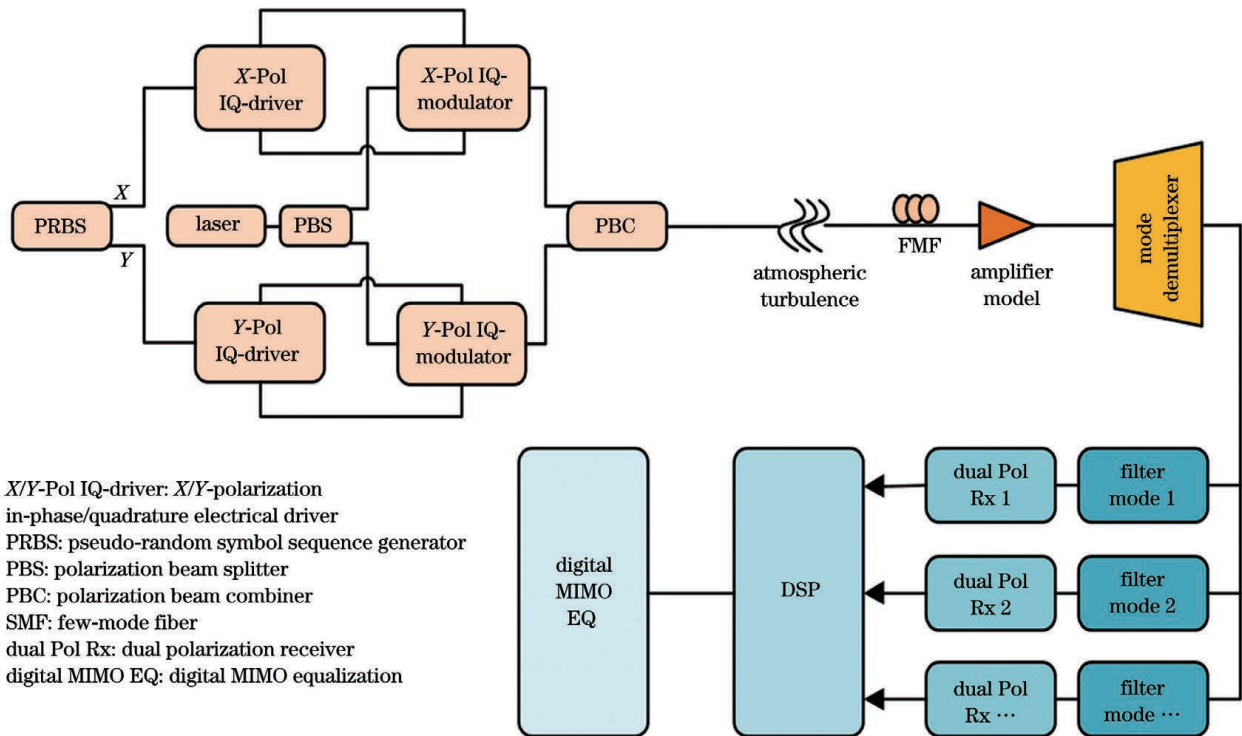 X-Pol
IQ-driver
X-Pol IQ-
modulator
X
PRBS
laser
PBS
PBC
Y
FMF
atmospheric
turbulence
amplifier
model
mode
demultiplexer
Y-Pol
IQ-driver
Y-Pol IQ-
modulator
X/Y-Pol IQ-driver: X/Y-polarization
in-phase/quadrature electrical driver
PRBS: pseudo-random symbol sequence generator
PBS: polarization beam splitter
PBC: polarization beam combiner
SMF: few-mode fiber
dual Pol Rx: dual polarization receiver
digital MIMO EQ: digital MIMO equalization
digital
MIMO
EQ
DSP
dual Pol
Rx 1
filter
mode 1
dual Pol
Rx 2
filter
mode 2
dual Pol
Rx ⋯
filter
mode ⋯